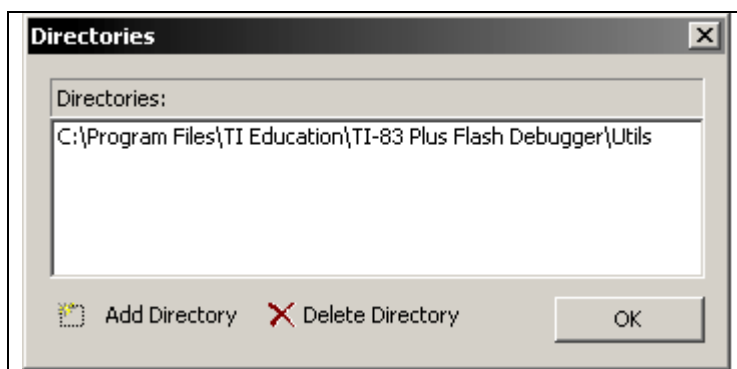 Directories
Directories:
C:\Program Files\TI Education\TI-83 Plus Flash Debugger\Utils
Add Directory Delete Directory OK